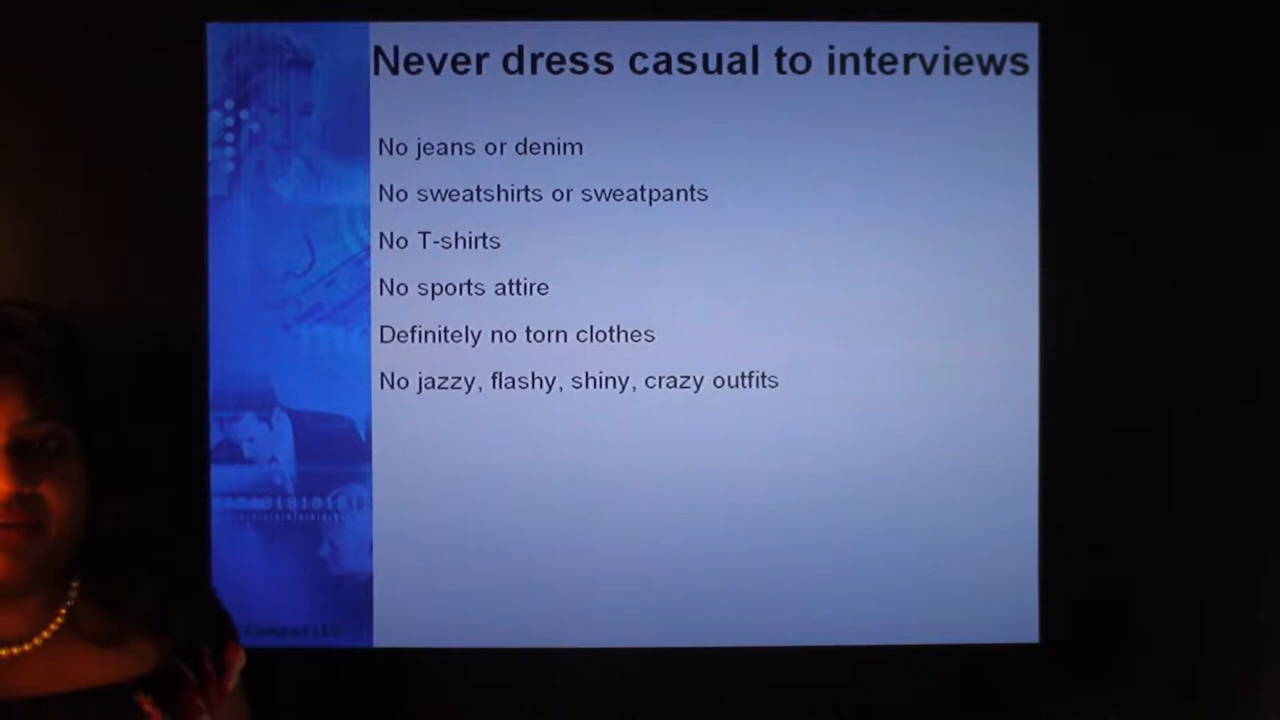 Never dress casual to interviews
No jeans or denim
No sweatshirts or sweatpants
No T-shirts
No sports attire
Definitely no torn clothes
No jazzy, flashy, shiny, crazy outfits